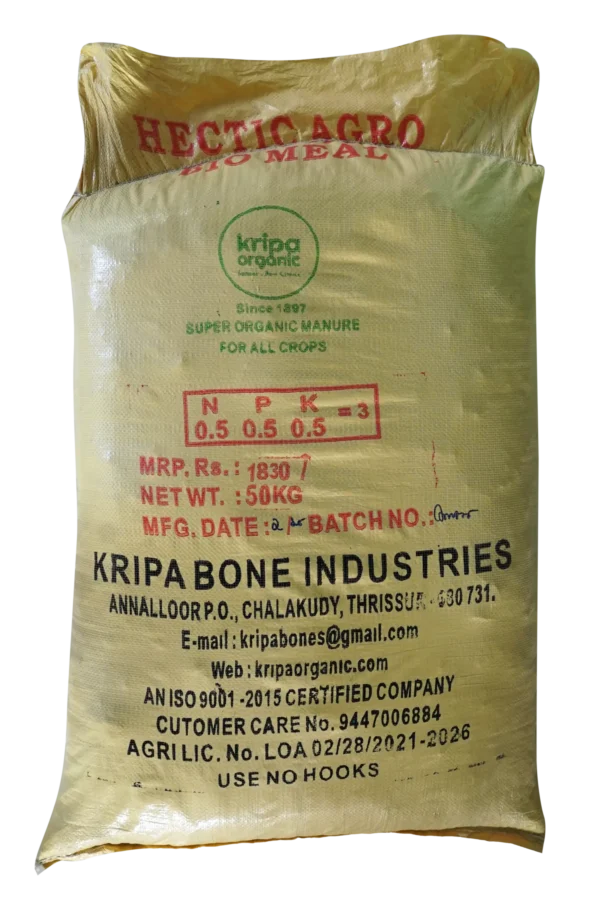 HECTIC AGRO
BIO MEAL
kripa
organic
Since 1897
SUPER ORGANIC MANURE
FOR ALL CROPS
N P K = 3
0.5 0.5 0.5
MRP. Rs. : 1830/
NET WT. : 50KG
MFG. DATE : 2/ BATCH NO. :
KRIPA BONE INDUSTRIES
ANNALLOOR P.O., CHALAKUDY, THRISSUR - 680 731.
E-mail : kripabones@gmail.com
Web : kripaorganic.com
AN ISO 9001 -2015 CERTIFIED COMPANY
CUTOMER CARE No. 9447006884
AGRI LIC. No. LOA 02/28/2021-2026
USE NO HOOKS